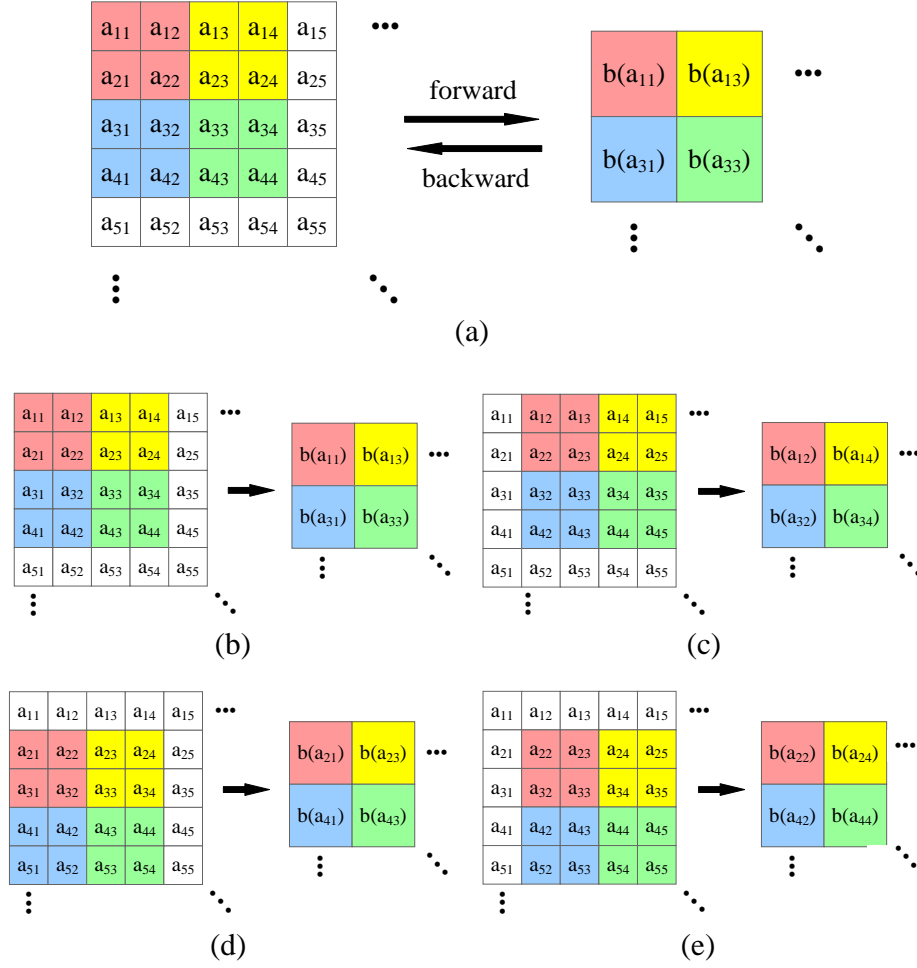 a₁₁ a₁₂ a₁₃ a₁₄ a₁₅ •••
a₂₁ a₂₂ a₂₃ a₂₄ a₂₅
a₃₁ a₃₂ a₃₃ a₃₄ a₃₅
a₄₁ a₄₂ a₄₃ a₄₄ a₄₅
a₅₁ a₅₂ a₅₃ a₅₄ a₅₅
forward
backward
b(a₁₁) b(a₁₃) •••
b(a₃₁) b(a₃₃)
(a)
a₁₁ a₁₂ a₁₃ a₁₄ a₁₅ •••
a₂₁ a₂₂ a₂₃ a₂₄ a₂₅
a₃₁ a₃₂ a₃₃ a₃₄ a₃₅
a₄₁ a₄₂ a₄₃ a₄₄ a₄₅
a₅₁ a₅₂ a₅₃ a₅₄ a₅₅
b(a₁₁) b(a₁₃) •••
b(a₃₁) b(a₃₃)
(b)
a₁₁ a₁₂ a₁₃ a₁₄ a₁₅ •••
a₂₁ a₂₂ a₂₃ a₂₄ a₂₅
a₃₁ a₃₂ a₃₃ a₃₄ a₃₅
a₄₁ a₄₂ a₄₃ a₄₄ a₄₅
a₅₁ a₅₂ a₅₃ a₅₄ a₅₅
b(a₁₂) b(a₁₄) •••
b(a₃₂) b(a₃₄)
(c)
a₁₁ a₁₂ a₁₃ a₁₄ a₁₅ •••
a₂₁ a₂₂ a₂₃ a₂₄ a₂₅
a₃₁ a₃₂ a₃₃ a₃₄ a₃₅
a₄₁ a₄₂ a₄₃ a₄₄ a₄₅
a₅₁ a₅₂ a₅₃ a₅₄ a₅₅
b(a₂₁) b(a₂₃) •••
b(a₄₁) b(a₄₃)
(d)
a₁₁ a₁₂ a₁₃ a₁₄ a₁₅ •••
a₂₁ a₂₂ a₂₃ a₂₄ a₂₅
a₃₁ a₃₂ a₃₃ a₃₄ a₃₅
a₄₁ a₄₂ a₄₃ a₄₄ a₄₅
a₅₁ a₅₂ a₅₃ a₅₄ a₅₅
b(a₂₂) b(a₂₄) •••
b(a₄₂) b(a₄₄)
(e)